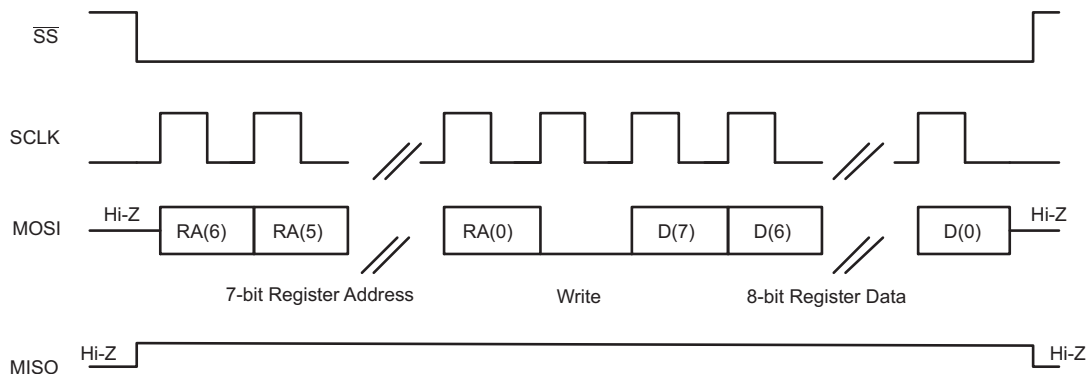 SS
SCLK
MOSI Hi-Z RA(6) RA(5) RA(0) D(7) D(6) D(0) Hi-Z
7-bit Register Address Write 8-bit Register Data
MISO Hi-Z Hi-Z